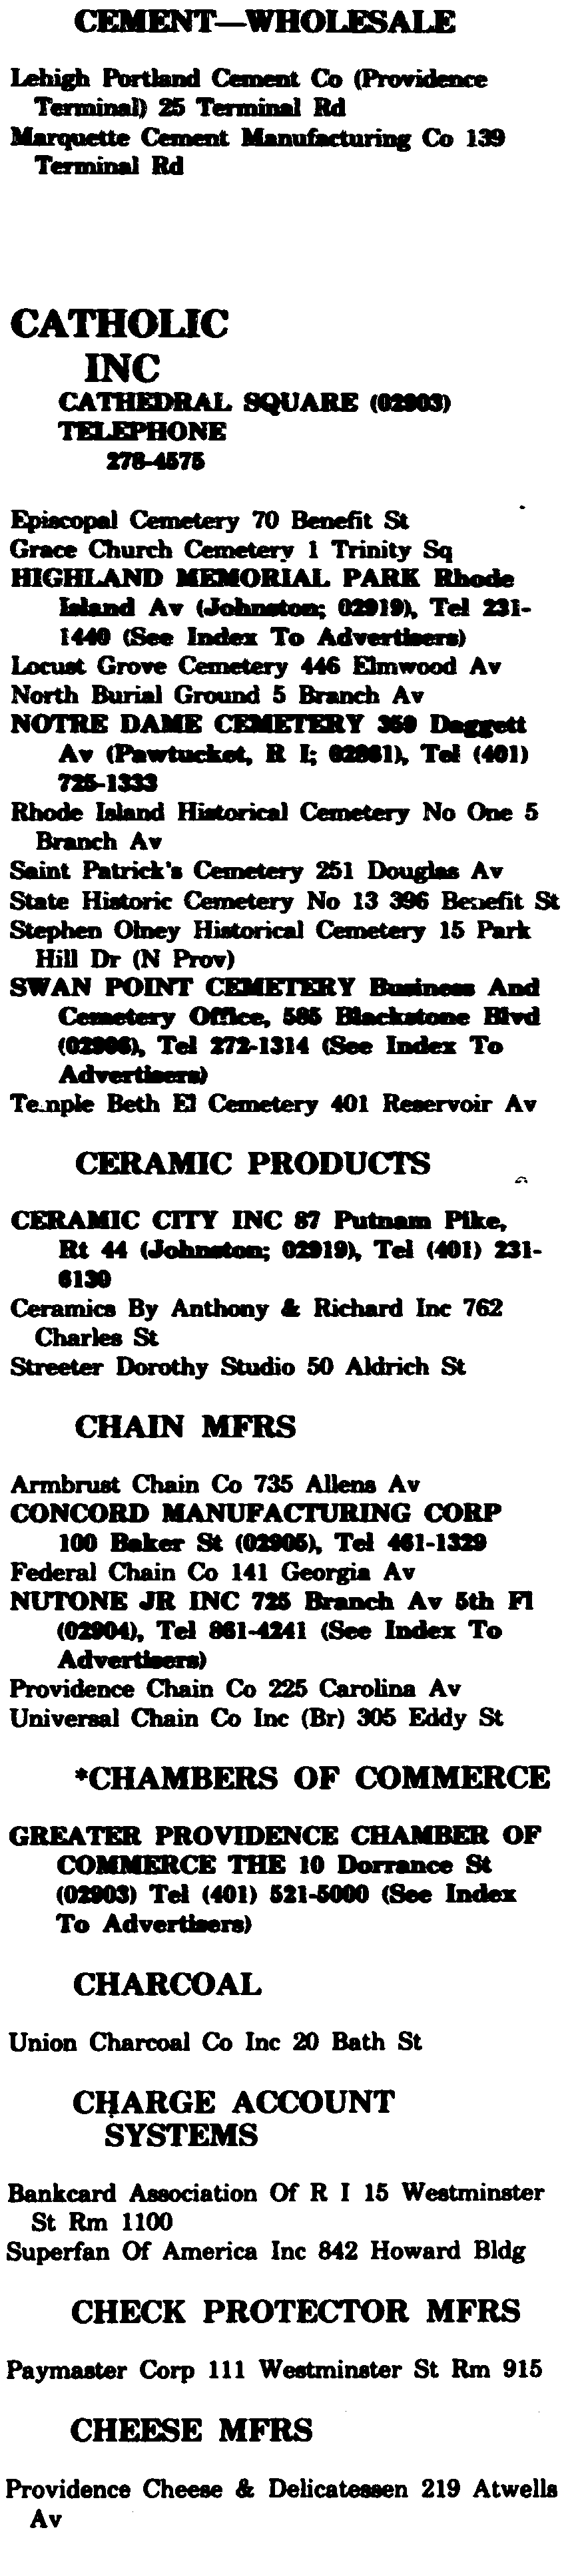 CEMENT—WHOLESALE
Lehigh Portland Cement Co (Providence
Terminal) 25 Terminal Rd
Marquette Cement Manufacturing Co 139
Terminal Rd
CATHOLIC
INC
CATHEDRAL SQUARE (02903)
TELEPHONE
278-4575
Episcopal Cemetery 70 Benefit St
Grace Church Cemetery 1 Trinity Sq
HIGHLAND MEMORIAL PARK Rhode
Island Av (Johnston; 02919), Tel 231-
1440 (See Index To Advertisers)
Locust Grove Cemetery 446 Elmwood Av
North Burial Ground 5 Branch Av
NOTRE DAME CEMETERY 359 Daggett
Av (Pawtucket, R I; 02861), Tel (401)
725-1333
Rhode Island Historical Cemetery No One 5
Branch Av
Saint Patrick's Cemetery 251 Douglas Av
State Historic Cemetery No 13 396 Benefit St
Stephen Olney Historical Cemetery 15 Park
Hill Dr (N Prov)
SWAN POINT CEMETERY Business And
Cemetery Office, 585 Blackstone Blvd
(02906), Tel 272-1314 (See Index To
Advertisers)
Temple Beth El Cemetery 401 Reservoir Av
CERAMIC PRODUCTS
CERAMIC CITY INC 87 Putnam Pike,
Rt 44 (Johnston; 02919), Tel (401) 231-
6130
Ceramics By Anthony & Richard Inc 762
Charles St
Streeter Dorothy Studio 50 Aldrich St
CHAIN MFRS
Armbrust Chain Co 735 Allens Av
CONCORD MANUFACTURING CORP
100 Baker St (02905), Tel 461-1329
Federal Chain Co 141 Georgia Av
NUTONE JR INC 725 Branch Av 5th Fl
(02904), Tel 861-4241 (See Index To
Advertisers)
Providence Chain Co 225 Carolina Av
Universal Chain Co Inc (Br) 305 Eddy St
*CHAMBERS OF COMMERCE
GREATER PROVIDENCE CHAMBER OF
COMMERCE THE 10 Dorrance St
(02903) Tel (401) 521-5000 (See Index
To Advertisers)
CHARCOAL
Union Charcoal Co Inc 20 Bath St
CHARGE ACCOUNT
SYSTEMS
Bankcard Association Of R I 15 Westminster
St Rm 1100
Superfan Of America Inc 842 Howard Bldg
CHECK PROTECTOR MFRS
Paymaster Corp 111 Westminster St Rm 915
CHEESE MFRS
Providence Cheese & Delicatessen 219 Atwells
Av